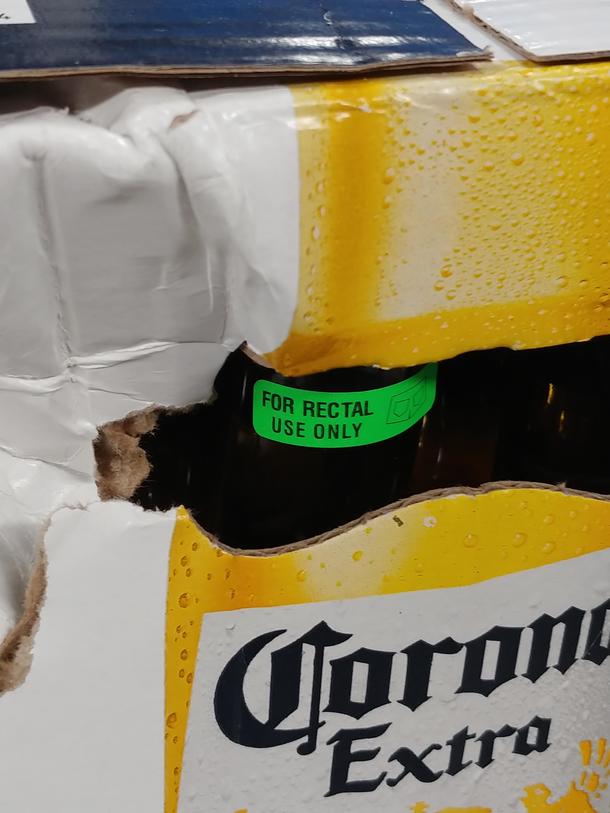 FOR RECTAL
USE ONLY
Corona
Extra